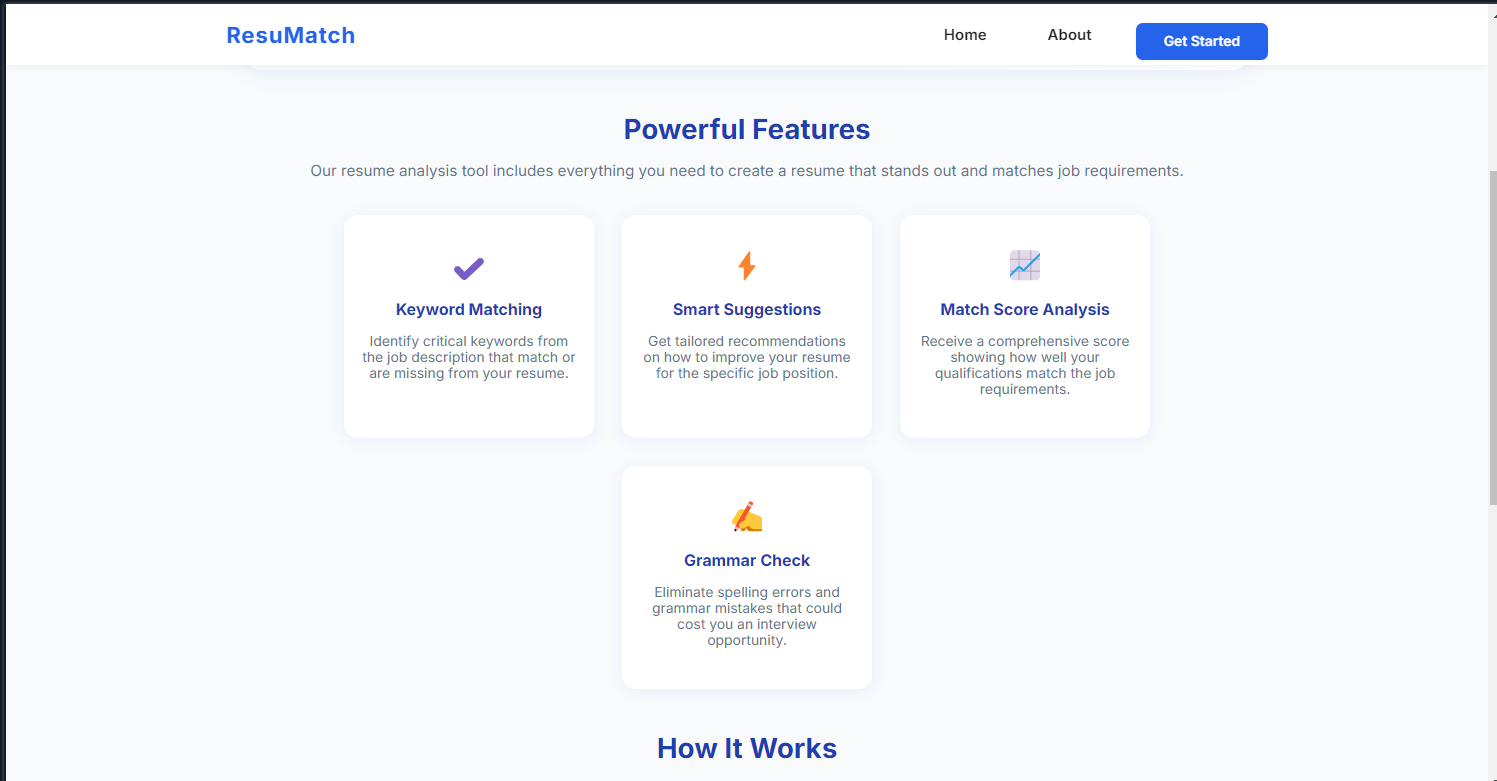 ResuMatch
Home
About
Get Started
Powerful Features
Our resume analysis tool includes everything you need to create a resume that stands out and matches job requirements.
Keyword Matching
Identify critical keywords from
the job description that match or
are missing from your resume.
Smart Suggestions
Get tailored recommendations
on how to improve your resume
for the specific job position.
Match Score Analysis
Receive a comprehensive score
showing how well your
qualifications match the job
requirements.
Grammar Check
Eliminate spelling errors and
grammar mistakes that could
cost you an interview
opportunity.
How It Works